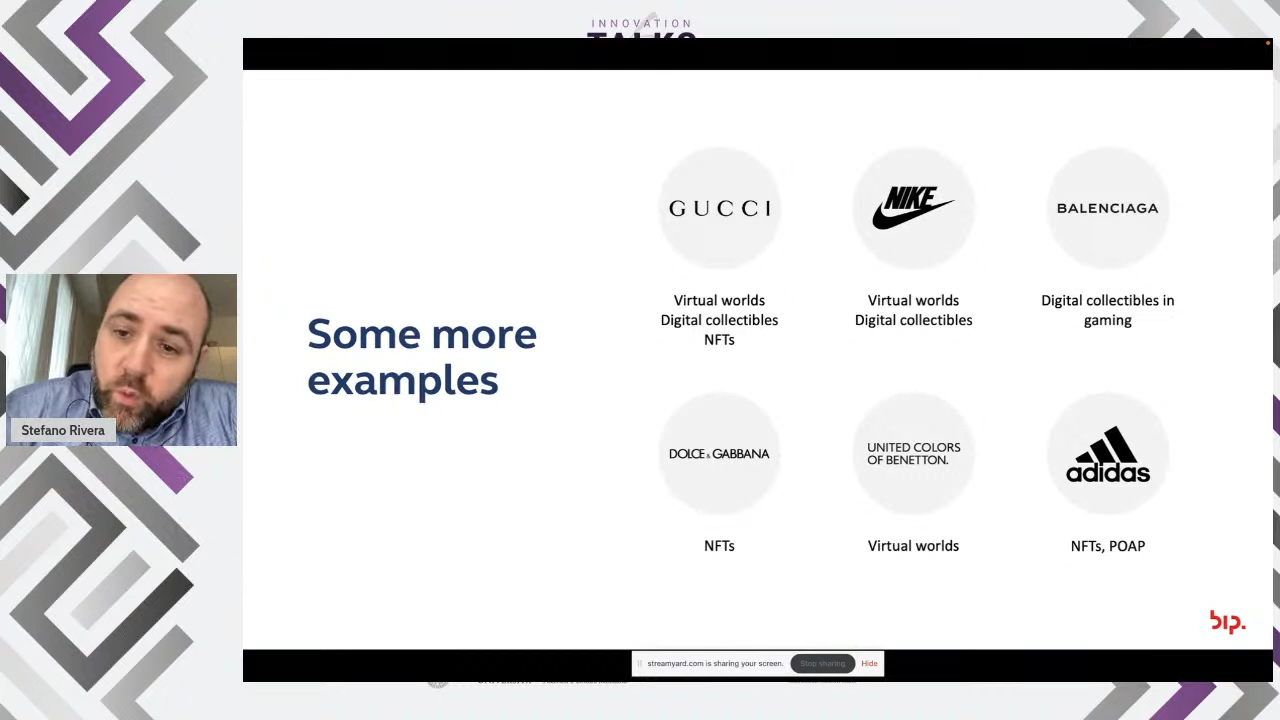 INNOVATION
TALKS
GUCCI
NIKE
BALENCIAGA
Virtual worlds
Digital collectibles
NFTs
Virtual worlds
Digital collectibles
Digital collectibles in
gaming
Some more
examples
DOLCE & GABBANA
UNITED COLORS
OF BENETTON.
adidas
NFTs
Virtual worlds
NFTs, POAP
Stefano Rivera
bip.
streamyard.com is sharing your screen.
Stop sharing
Hide